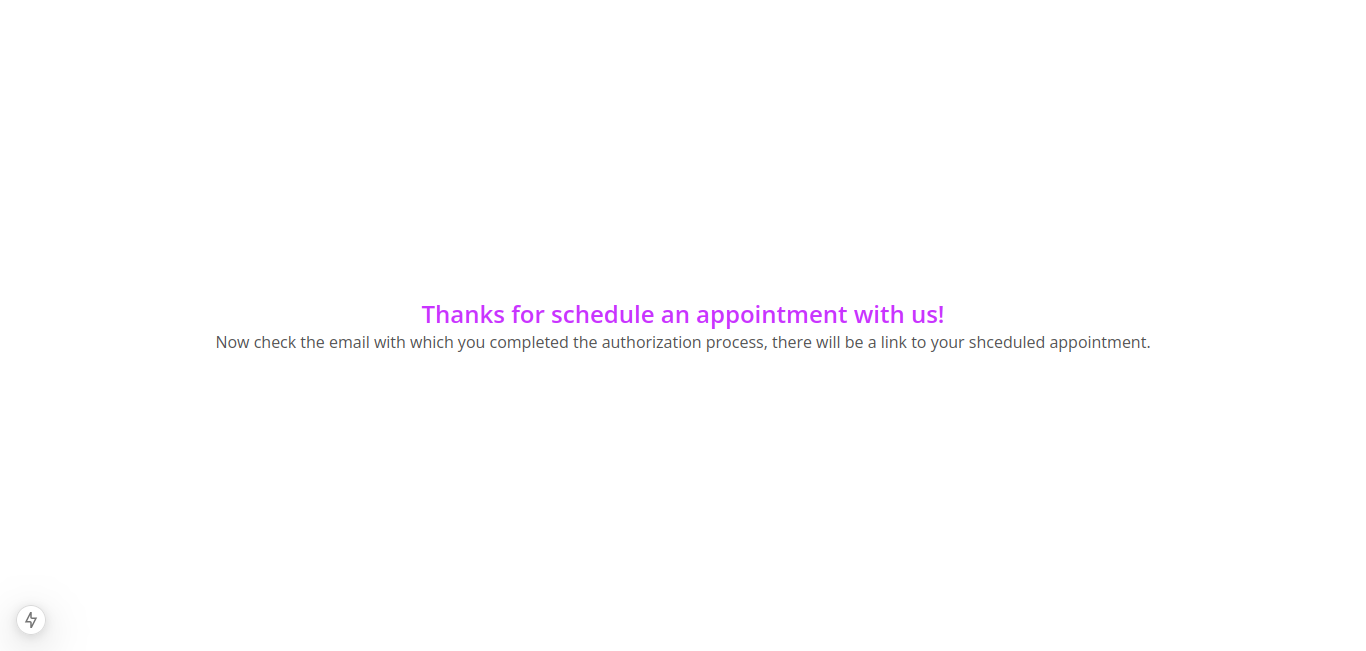 Thanks for schedule an appointment with us!
Now check the email with which you completed the authorization process, there will be a link to your shceduled appointment.